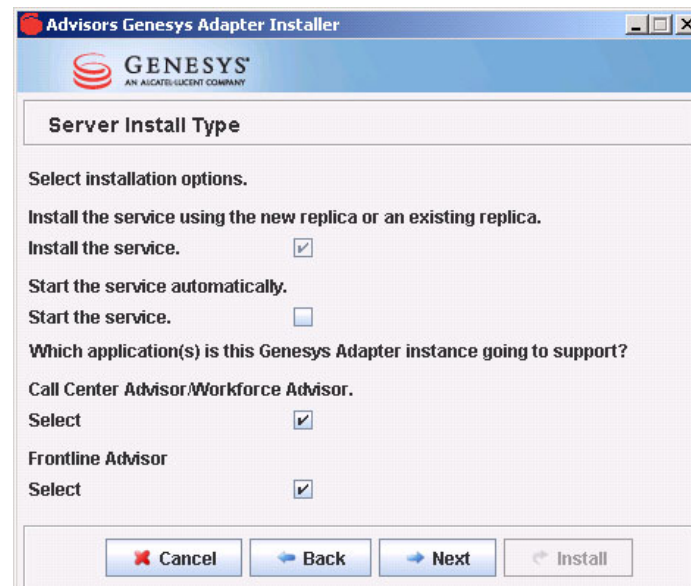 Advisors Genesys Adapter Installer
GENESYS
AN ALCATEL-LUCENT COMPANY
Server Install Type
Select installation options.
Install the service using the new replica or an existing replica.
Install the service.
Start the service automatically.
Start the service.
Which application(s) is this Genesys Adapter instance going to support?
Call Center Advisor/Workforce Advisor.
Select
Frontline Advisor
Select
Cancel Back Next Install